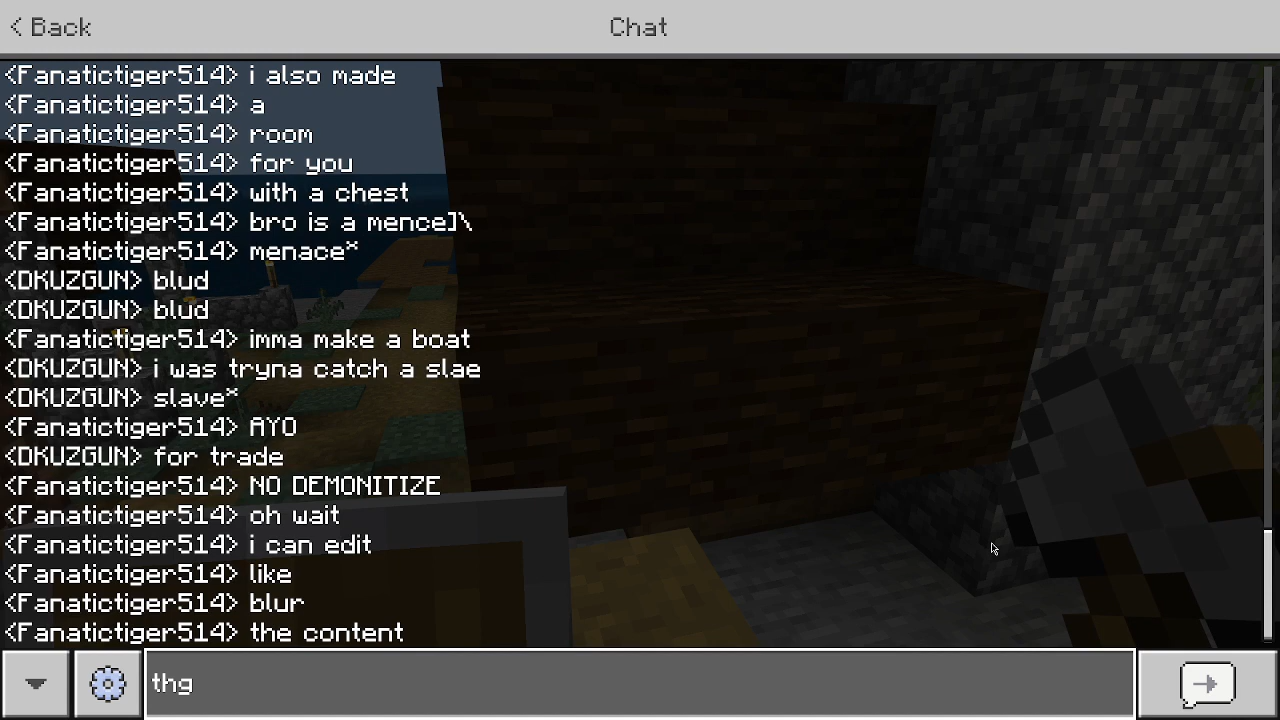 < Back
Chat
<Fanatictiger514> i also made
<Fanatictiger514> a
<Fanatictiger514> room
<Fanatictiger514> for you
<Fanatictiger514> with a chest
<Fanatictiger514> bro is a mence]\
<Fanatictiger514> menace*
<DKUZGUN> blud
<DKUZGUN> blud
<Fanatictiger514> imma make a boat
<DKUZGUN> i was tryna catch a slae
<DKUZGUN> slave*
<Fanatictiger514> AYO
<DKUZGUN> for trade
<Fanatictiger514> NO DEMONITIZE
<Fanatictiger514> oh wait
<Fanatictiger514> i can edit
<Fanatictiger514> like
<Fanatictiger514> blur
<Fanatictiger514> the content
thg